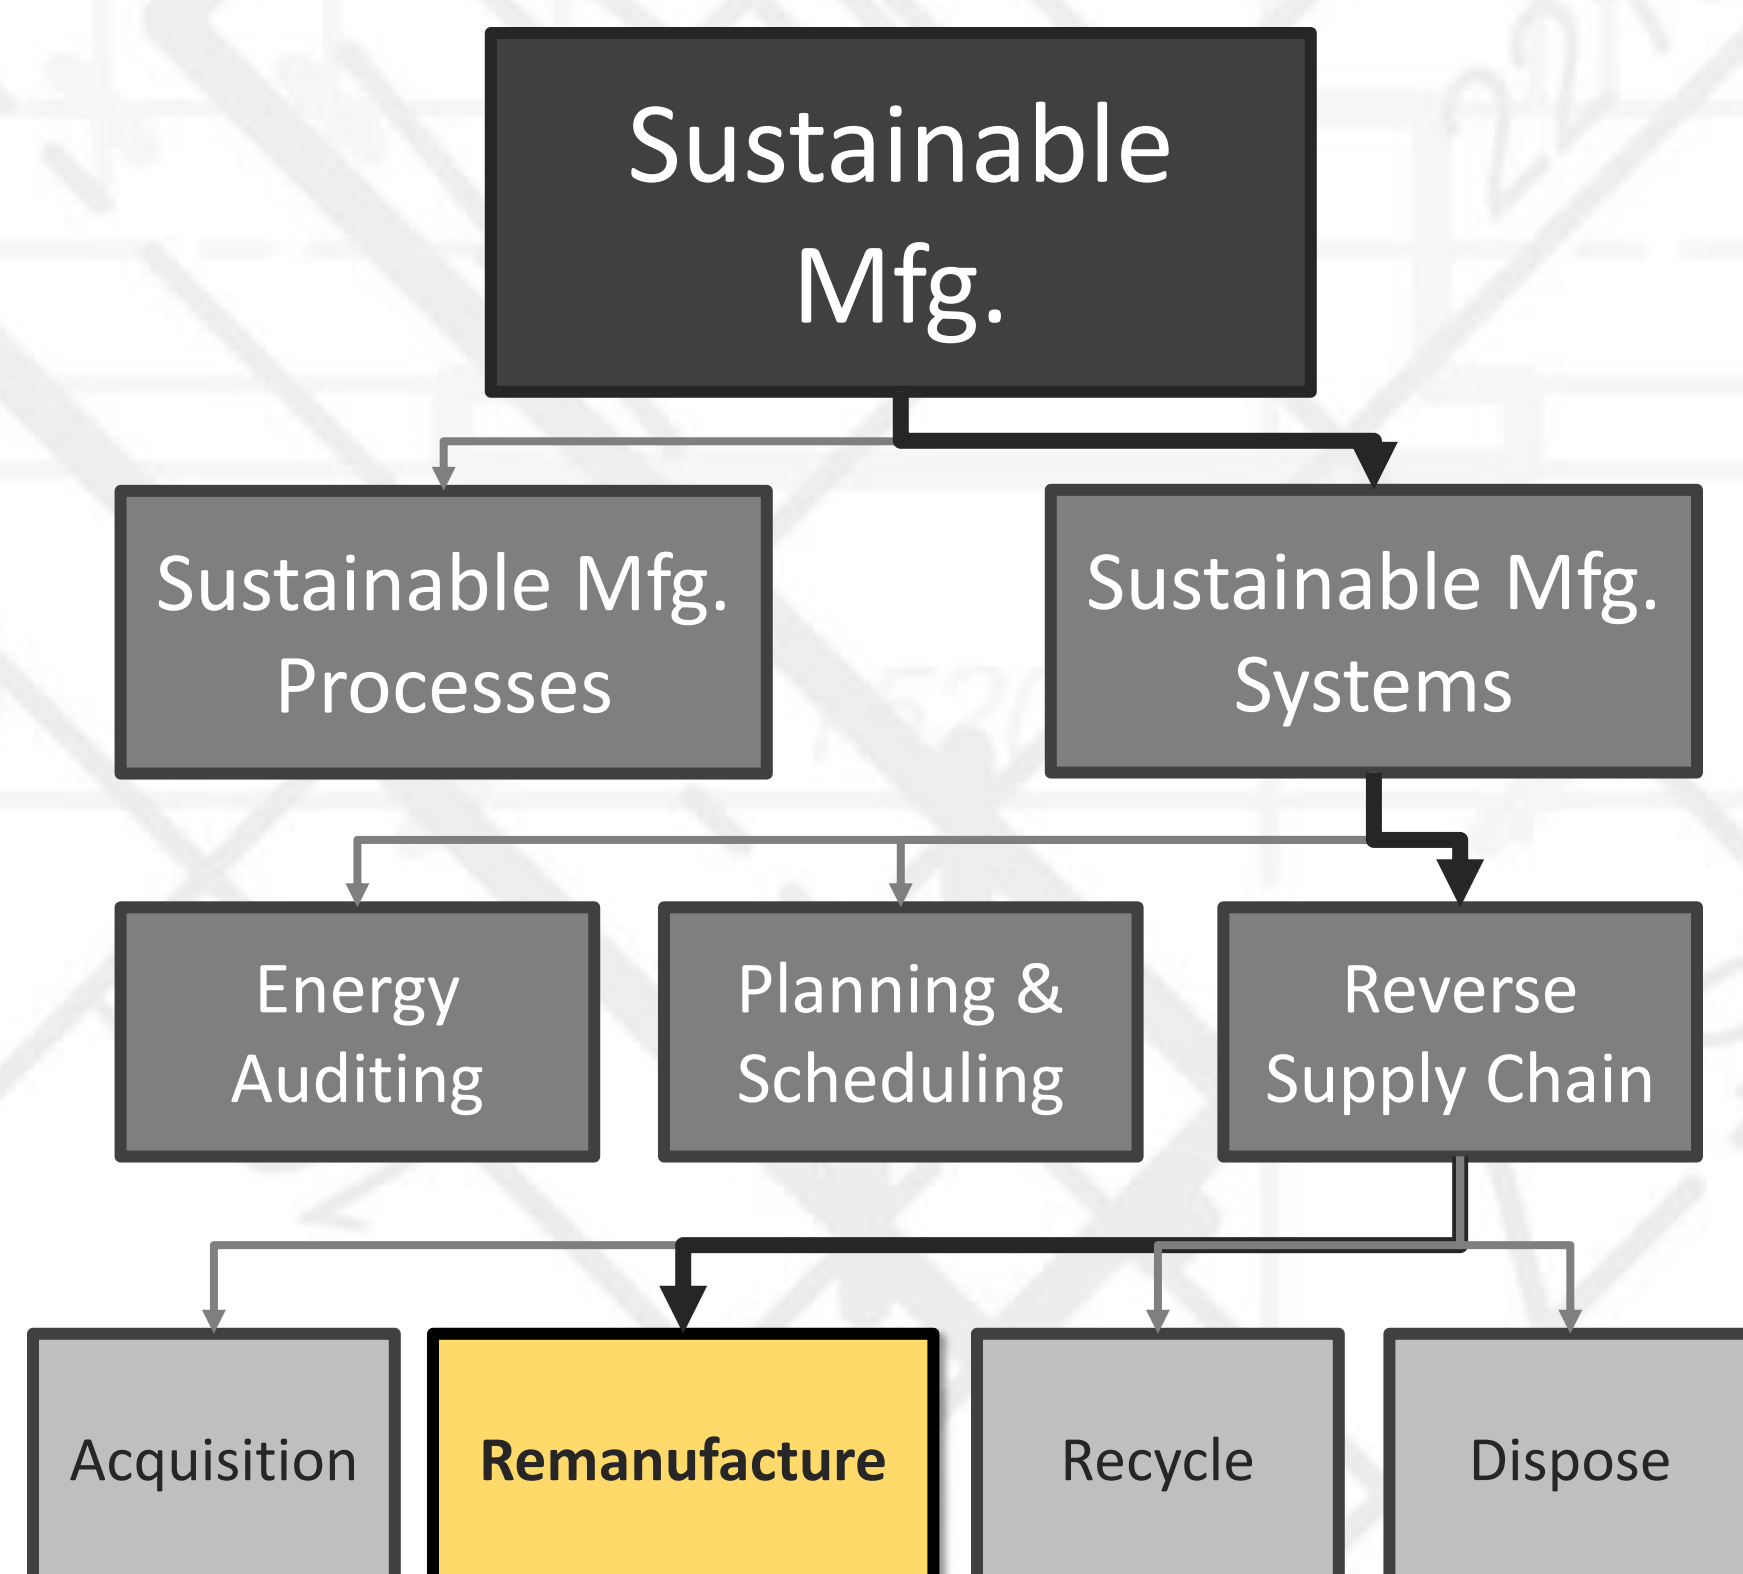 Sustainable
Mfg.
Sustainable Mfg.
Processes
Sustainable Mfg.
Systems
Energy
Auditing
Planning &
Scheduling
Reverse
Supply Chain
Acquisition
Remanufacture
Recycle
Dispose